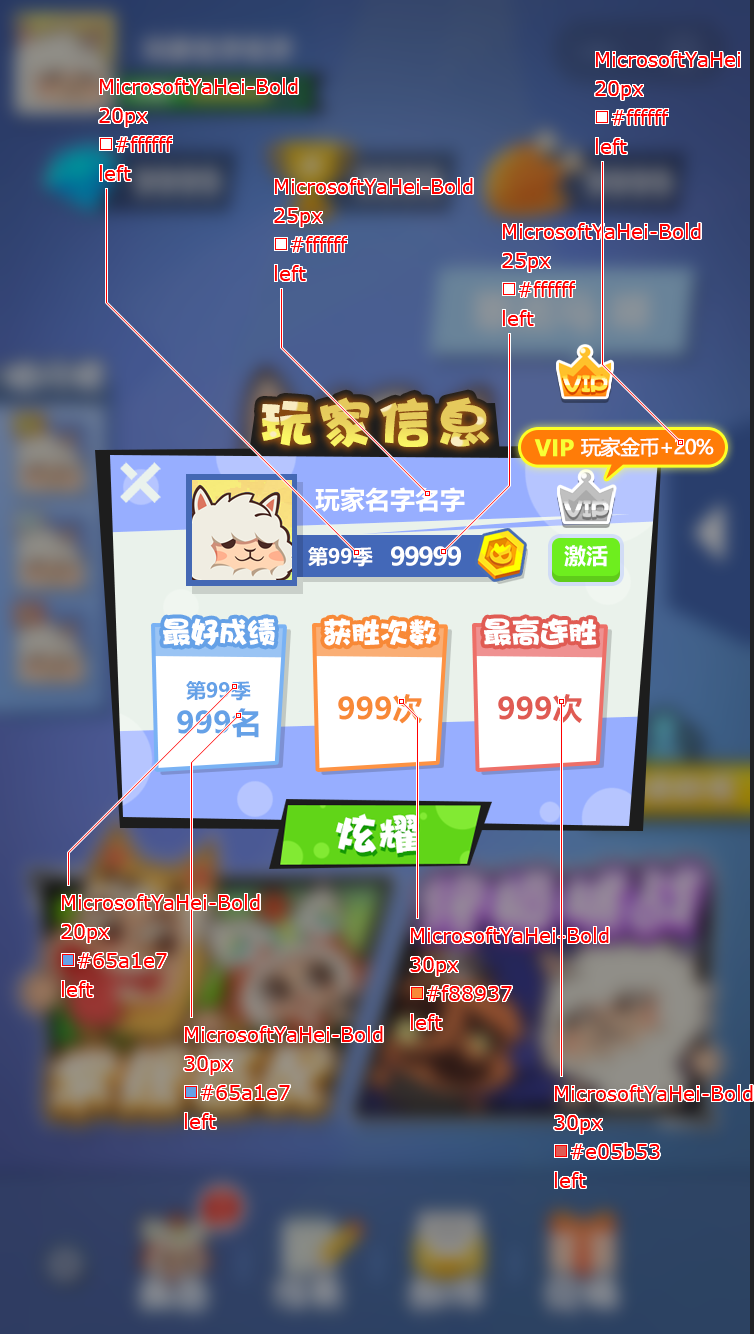 MicrosoftYaHei-Bold
20px
#ffffff
left
MicrosoftYaHei
20px
#ffffff
left
MicrosoftYaHei-Bold
25px
#ffffff
left
MicrosoftYaHei-Bold
25px
#ffffff
left
VIP
玩家信息
VIP 玩家金币+20%
玩家名字名字
VIP
第99季 99999
激活
最好成绩 获胜次数 最高连胜
第99季
999名
999次
999次
炫耀
MicrosoftYaHei-Bold
20px
#65a1e7
left
MicrosoftYaHei-Bold
30px
#f88937
left
MicrosoftYaHei-Bold
30px
#65a1e7
left
MicrosoftYaHei-Bold
30px
#e05b53
left